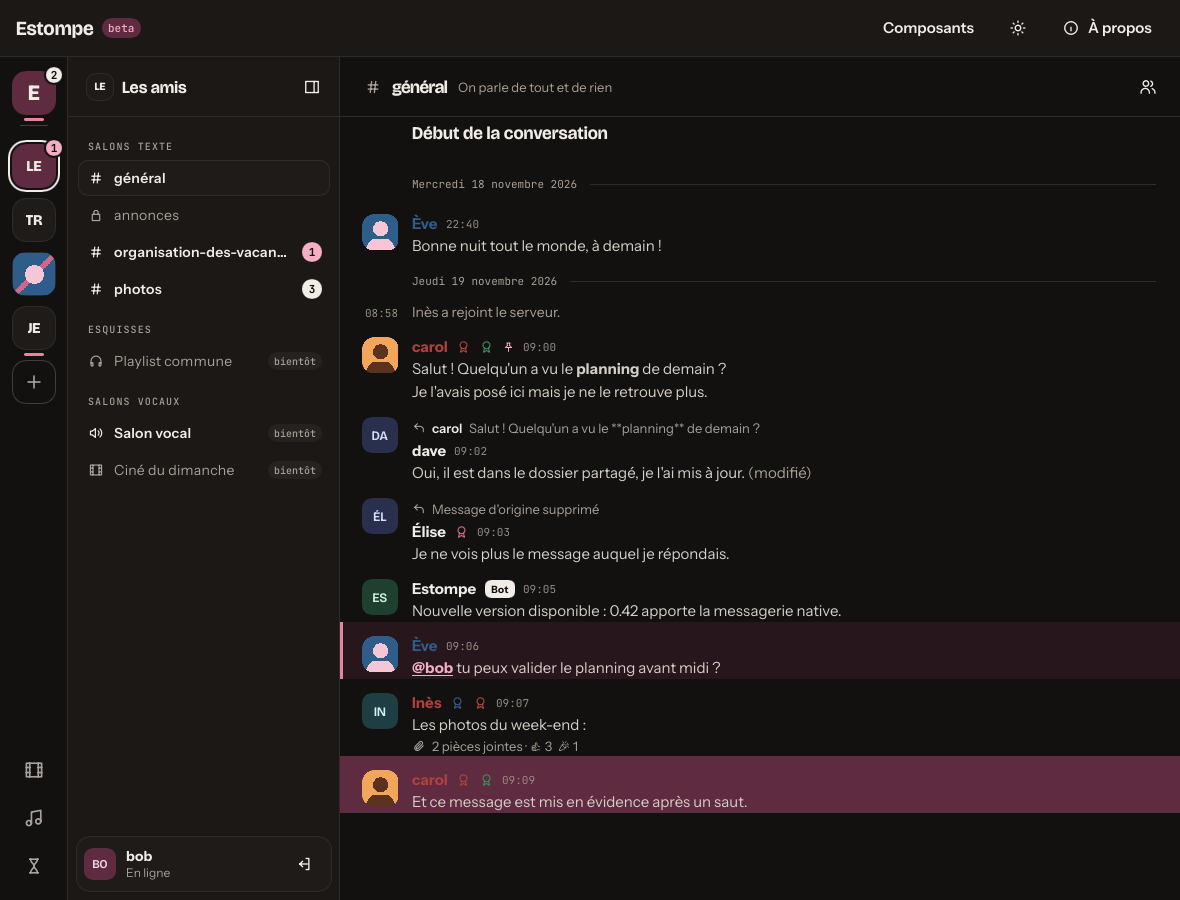 Estompe beta
Composants
À propos
E 2
LE 1
TR
JE
LE Les amis
SALONS TEXTE
# général
annonces
# organisation-des-vacan... 1
# photos 3
ESQUISSES
Playlist commune bientôt
SALONS VOCAUX
Salon vocal bientôt
Ciné du dimanche bientôt
BO bob
En ligne
# général On parle de tout et de rien
Début de la conversation
Mercredi 18 novembre 2026
Ève 22:40
Bonne nuit tout le monde, à demain !
Jeudi 19 novembre 2026
08:58 Inès a rejoint le serveur.
carol 09:00
Salut ! Quelqu'un a vu le planning de demain ?
Je l'avais posé ici mais je ne le retrouve plus.
DA carol Salut ! Quelqu'un a vu le **planning** de demain ?
dave 09:02
Oui, il est dans le dossier partagé, je l'ai mis à jour. (modifié)
ÉL Message d'origine supprimé
Élise 09:03
Je ne vois plus le message auquel je répondais.
ES Estompe Bot 09:05
Nouvelle version disponible : 0.42 apporte la messagerie native.
Ève 09:06
@bob tu peux valider le planning avant midi ?
IN Inès 09:07
Les photos du week-end :
2 pièces jointes · 👍 3 🎉 1
carol 09:09
Et ce message est mis en évidence après un saut.